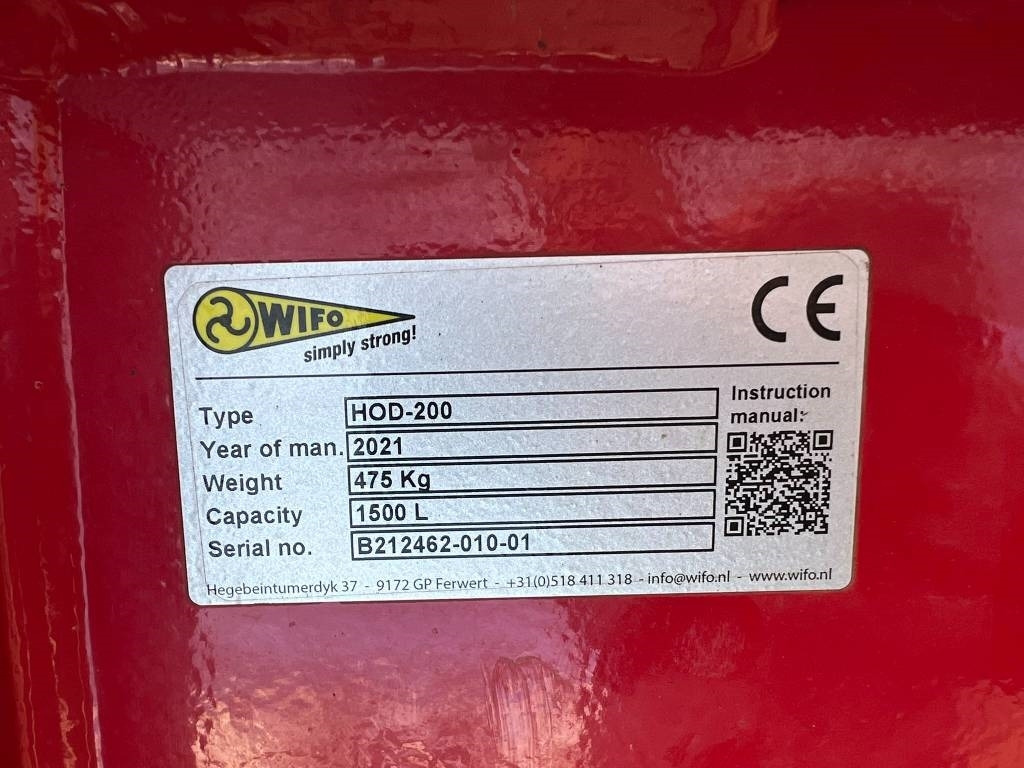 WIFO
simply strong!
CE
Type HOD-200
Year of man. 2021
Weight 475 Kg
Capacity 1500 L
Serial no. B212462-010-01
Instruction
manual:
Hegebeintumerdyk 37 - 9172 GP Ferwert - +31(0)518 411 318 - info@wifo.nl - www.wifo.nl